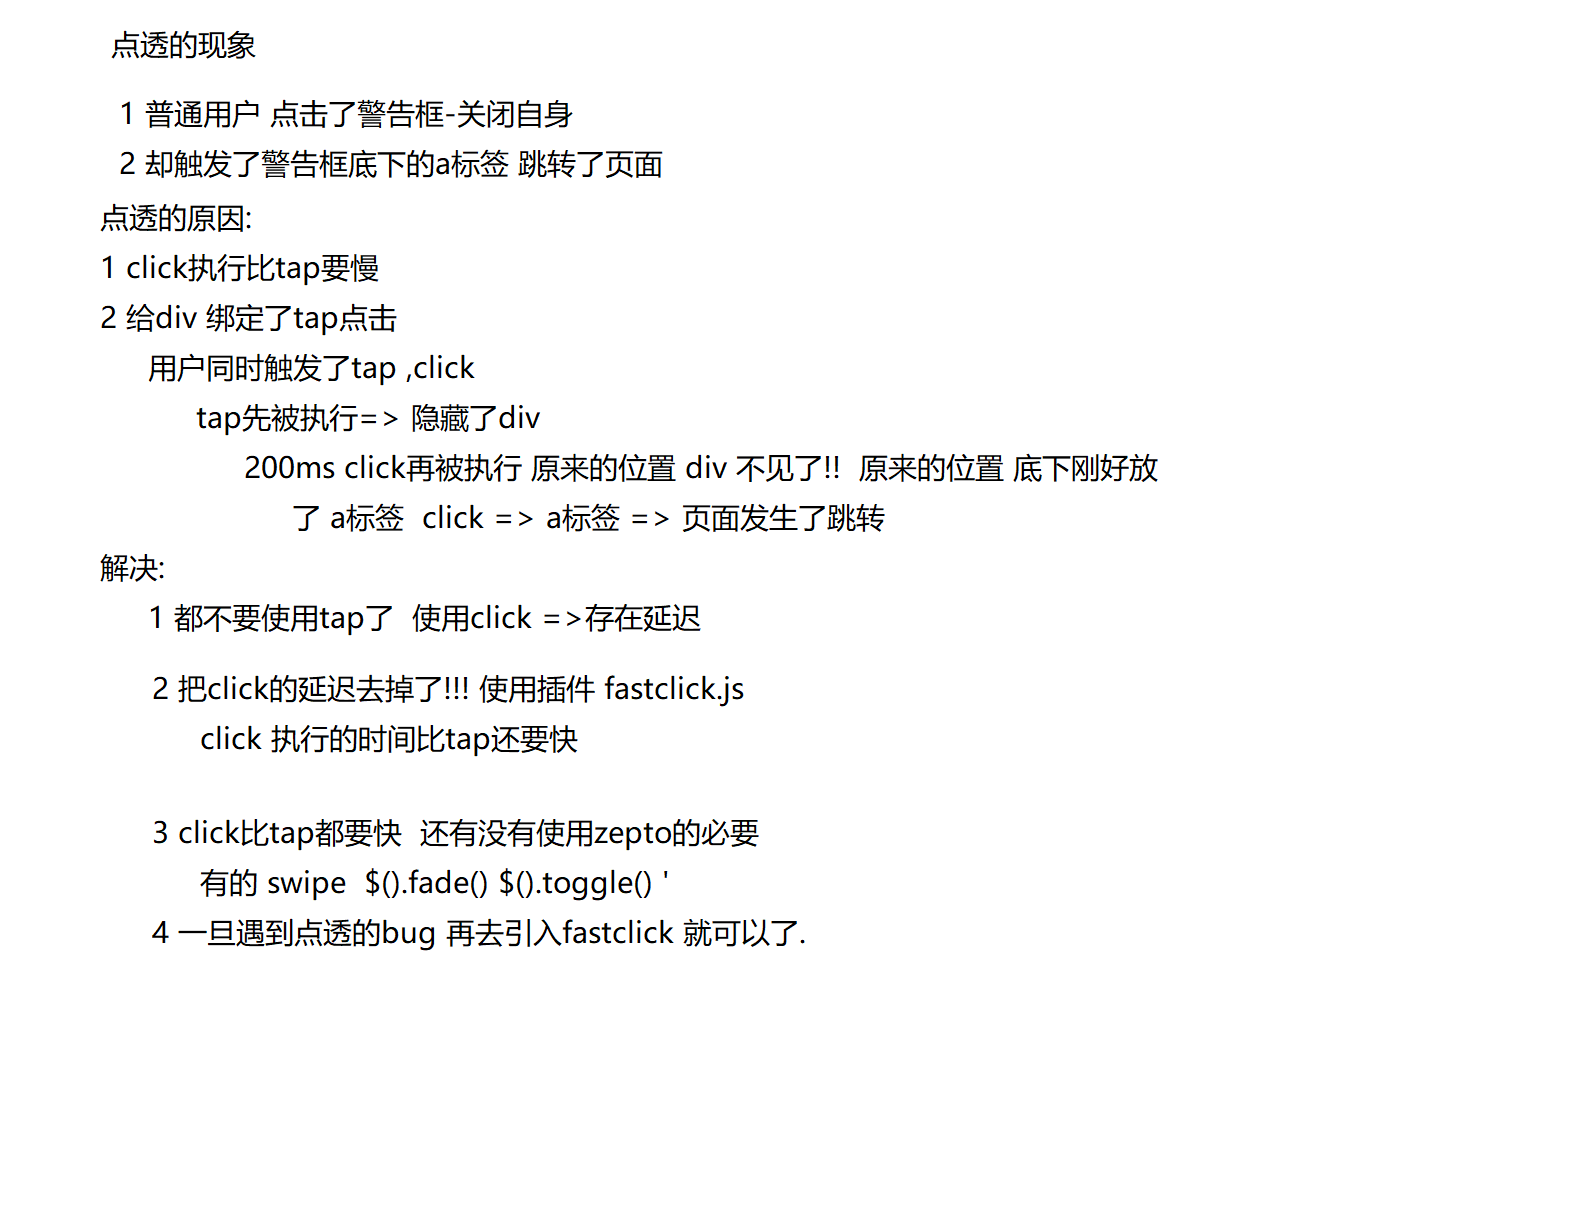 点透的现象
1 普通用户 点击了警告框-关闭自身
2 却触发了警告框底下的a标签 跳转了页面
点透的原因:
1 click执行比tap要慢
2 给div 绑定了tap点击
用户同时触发了tap ,click
tap先被执行=> 隐藏了div
200ms click再被执行 原来的位置 div 不见了!! 原来的位置 底下刚好放
了 a标签 click => a标签 => 页面发生了跳转
解决:
1 都不要使用tap了 使用click =>存在延迟
2 把click的延迟去掉了!!! 使用插件 fastclick.js
click 执行的时间比tap还要快
3 click比tap都要快 还有没有使用zepto的必要
有的 swipe $().fade() $().toggle() '
4 一旦遇到点透的bug 再去引入fastclick 就可以了.